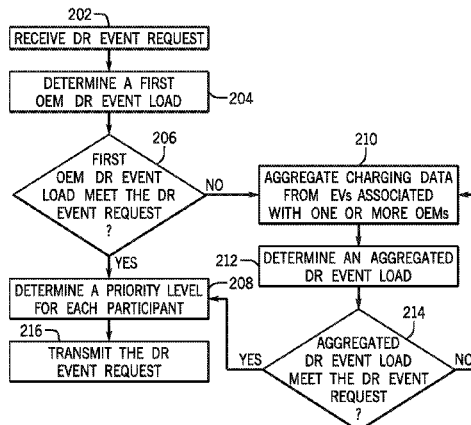 202
RECEIVE DR EVENT REQUEST
DETERMINE A FIRST
OEM DR EVENT LOAD
204
206
FIRST
OEM DR EVENT
LOAD MEET THE DR
EVENT REQUEST
?
NO
YES
210
AGGREGATE CHARGING DATA
FROM EVs ASSOCIATED
WITH ONE OR MORE OEMs
212
DETERMINE AN AGGREGATED
DR EVENT LOAD
DETERMINE A PRIORITY LEVEL
FOR EACH PARTICIPANT
208
216
TRANSMIT THE DR
EVENT REQUEST
214
AGGREGATED
DR EVENT LOAD
MEET THE DR EVENT
REQUEST
?
YES
NO